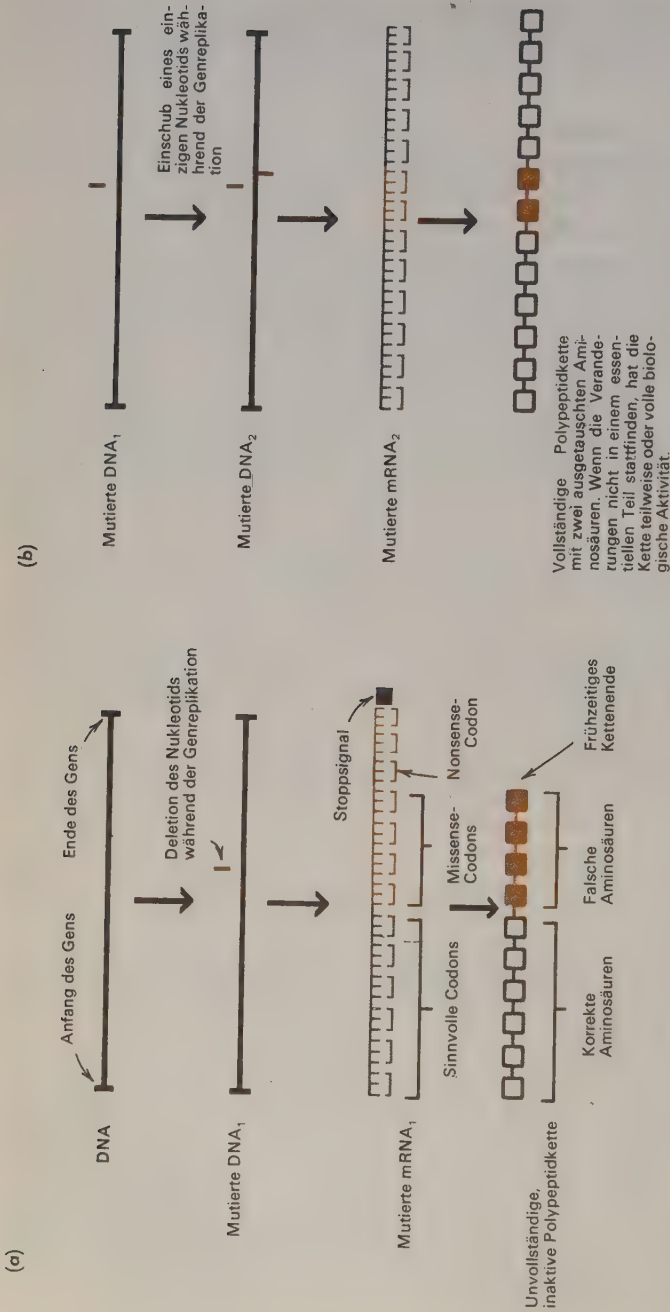 (a)
Anfang des Gens
Ende des Gens
DNA
Deletion des Nukleotids
während der Genreplikation
Mutierte DNA₁
Stoppsignal
Mutierte mRNA₁
Sinnvolle Codons
Missense-
Codons
Nonsense-
Codon
Unvollständige,
inaktive Polypeptidkette
Korrekte
Aminosäuren
Falsche
Aminosäuren
Frühzeitiges
Kettenende
(b)
Mutierte DNA₁
Einschub eines ein-
zigen Nukleotids wäh-
hrend der Genreplika-
tion
Mutierte DNA₂
Mutierte mRNA₂
Vollständige Polypeptidkette
mit zwei ausgetauschten Ami-
nosäuren. Wenn die Verände-
rungen nicht in einem essen-
tiellen Teil stattfinden, hat die
Kette teilweise oder volle biolo-
gische Aktivität.